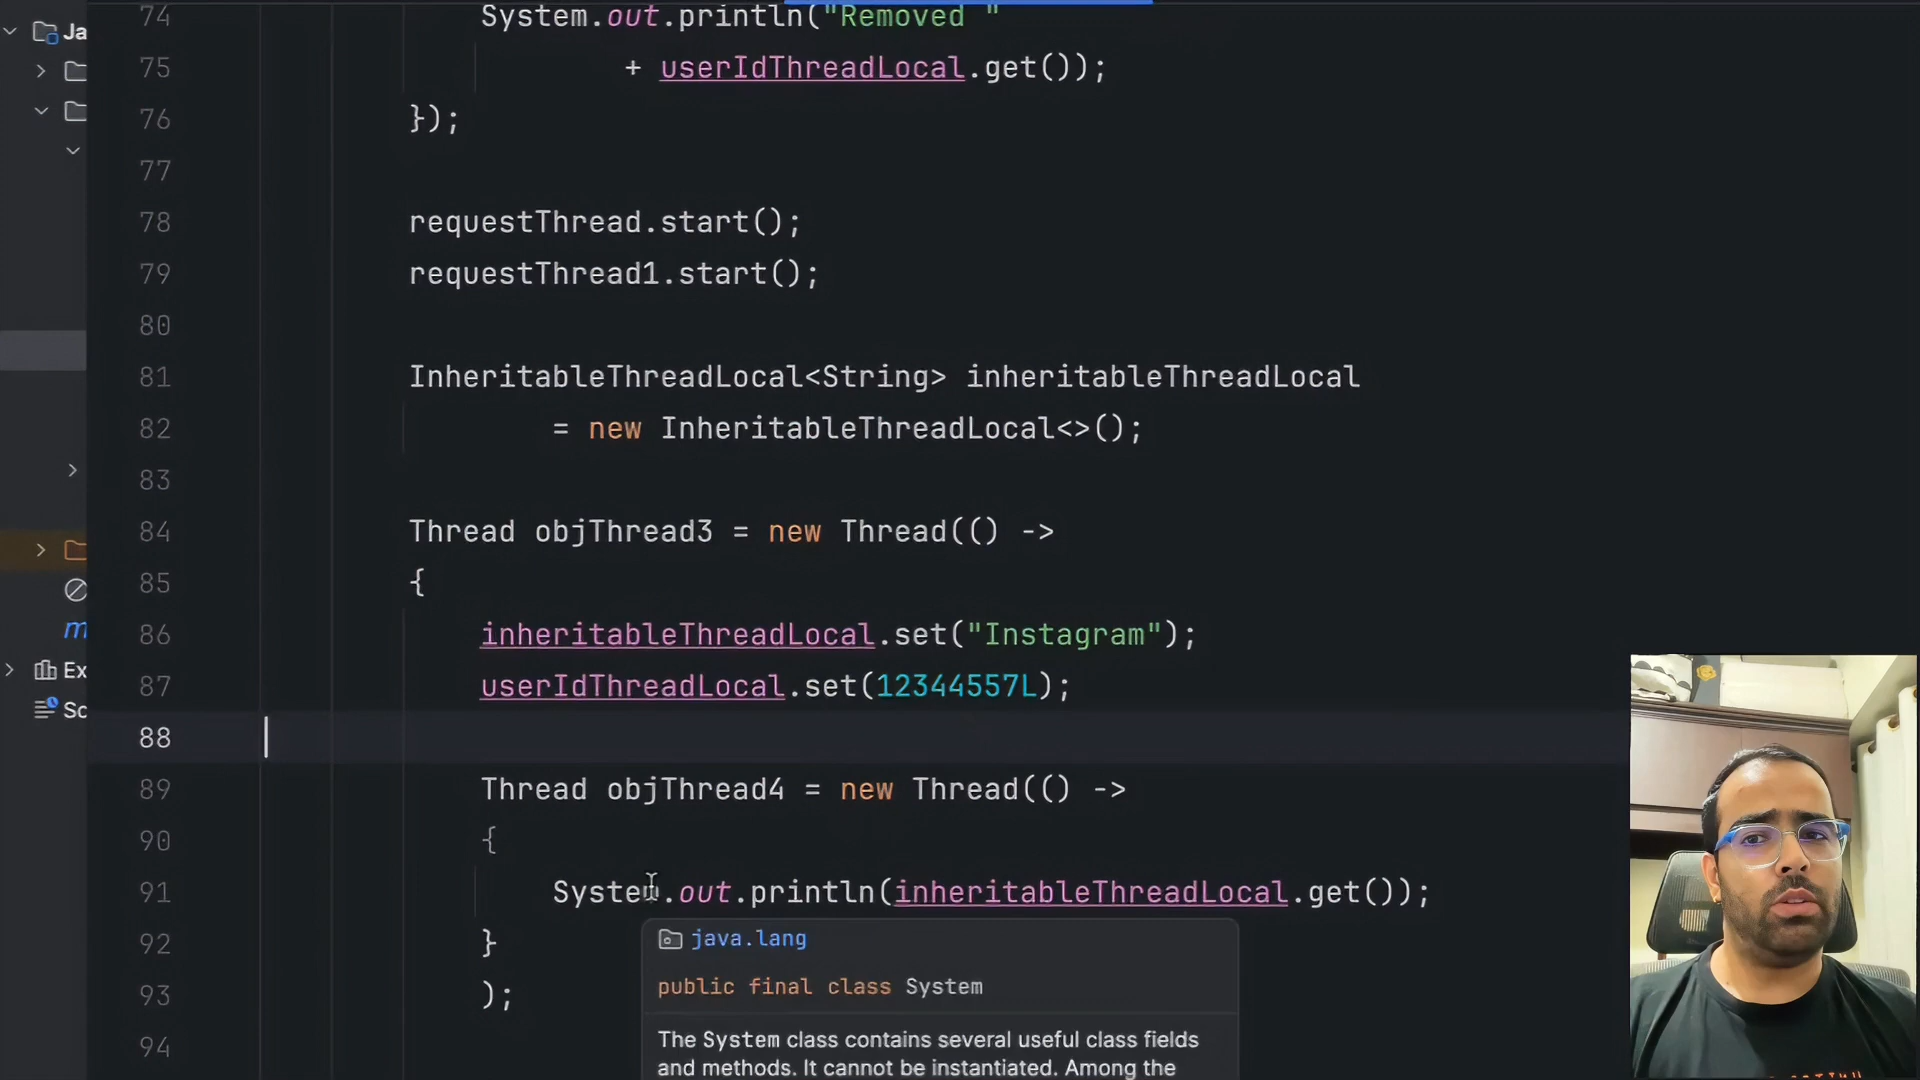 Ja
m
Ex
Sc
74 System.out.println("Removed "
75 + userIdThreadLocal.get());
76 });
77
78 requestThread.start();
79 requestThread1.start();
80
81 InheritableThreadLocal<String> inheritableThreadLocal
82 = new InheritableThreadLocal<>();
83
84 Thread objThread3 = new Thread(() ->
85 {
86 inheritableThreadLocal.set("Instagram");
87 userIdThreadLocal.set(12344557L);
88
89 Thread objThread4 = new Thread(() ->
90 {
91 System.out.println(inheritableThreadLocal.get());
92 }
93 );
94
java.lang
public final class System
The System class contains several useful class fields
and methods. It cannot be instantiated. Among the